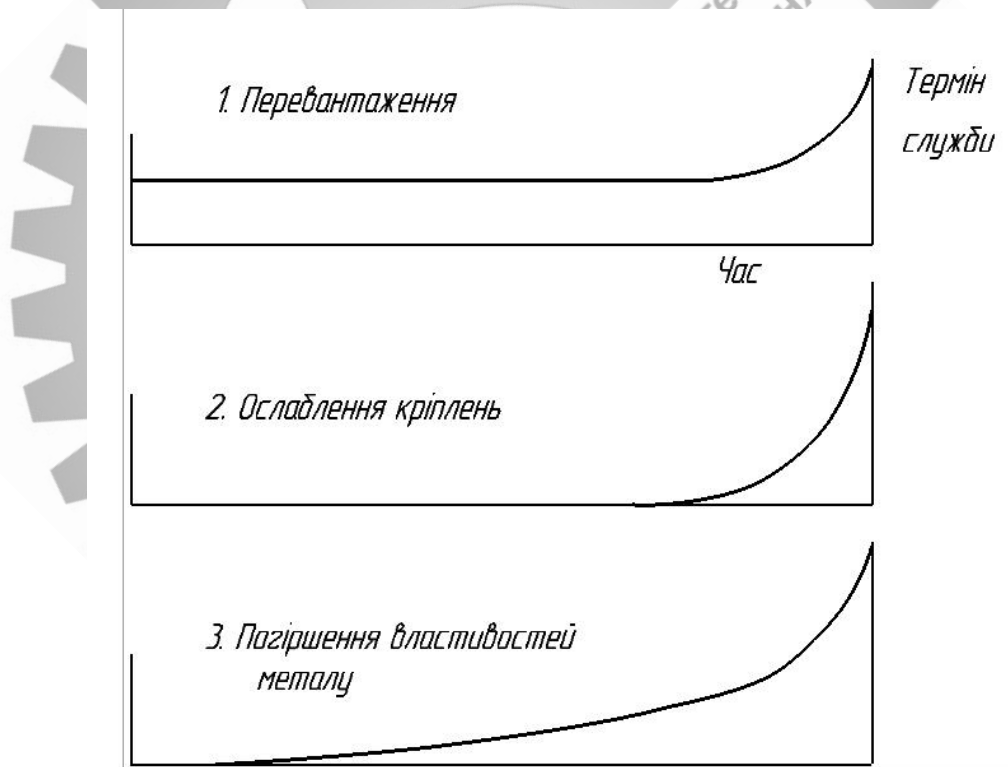 1. Перевантаження
Термін
служби
Час
2. Ослаблення кріплень
3. Погіршення властивостей
металу